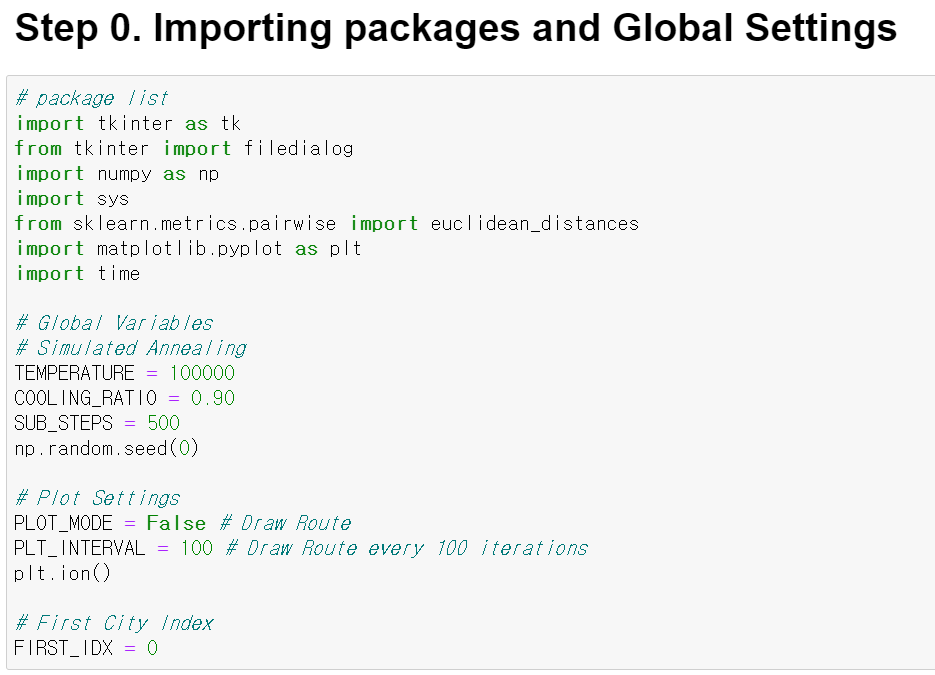 Step 0. Importing packages and Global Settings
# package list
import tkinter as tk
from tkinter import filedialog
import numpy as np
import sys
from sklearn.metrics.pairwise import euclidean_distances
import matplotlib.pyplot as plt
import time
# Global Variables
# Simulated Annealing
TEMPERATURE = 100000
COOLING_RATIO = 0.90
SUB_STEPS = 500
np.random.seed(0)
# Plot Settings
PLOT_MODE = False # Draw Route
PLT_INTERVAL = 100 # Draw Route every 100 iterations
plt.ion()
# First City Index
FIRST_IDX = 0